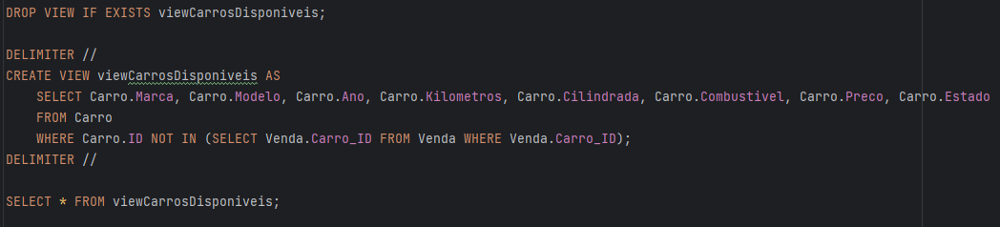 DROP VIEW IF EXISTS viewCarrosDisponiveis;
DELIMITER //
CREATE VIEW viewCarrosDisponiveis AS
SELECT Carro.Marca, Carro.Modelo, Carro.Ano, Carro.Kilometros, Carro.Cilindrada, Carro.Combustivel, Carro.Preco, Carro.Estado
FROM Carro
WHERE Carro.ID NOT IN (SELECT Venda.Carro_ID FROM Venda WHERE Venda.Carro_ID);
DELIMITER //
SELECT * FROM viewCarrosDisponiveis;